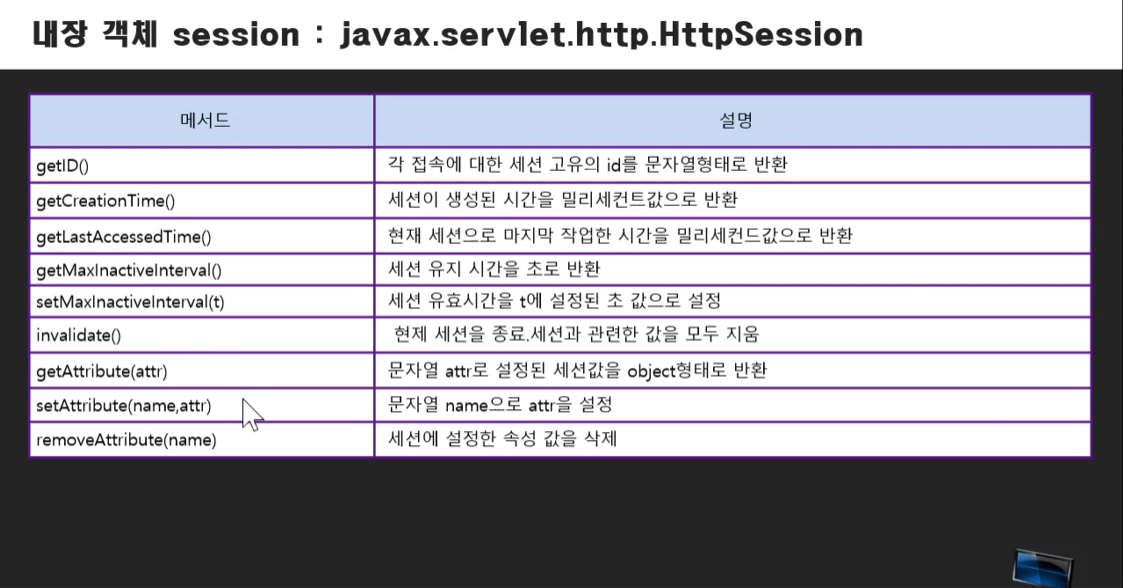 내장 객체 session : javax.servlet.http.HttpSession
메서드 설명
getID() 각 접속에 대한 세션 고유의 id를 문자열형태로 반환
getCreationTime() 세션이 생성된 시간을 밀리세컨트값으로 반환
getLastAccessedTime() 현재 세션으로 마지막 작업한 시간을 밀리세컨드값으로 반환
getMaxInactiveInterval() 세션 유지 시간을 초로 반환
setMaxInactiveInterval(t) 세션 유효시간을 t에 설정된 초 값으로 설정
invalidate() 현제 세션을 종료.세션과 관련한 값을 모두 지움
getAttribute(attr) 문자열 attr로 설정된 세션값을 object형태로 반환
setAttribute(name,attr) 문자열 name으로 attr을 설정
removeAttribute(name) 세션에 설정한 속성 값을 삭제